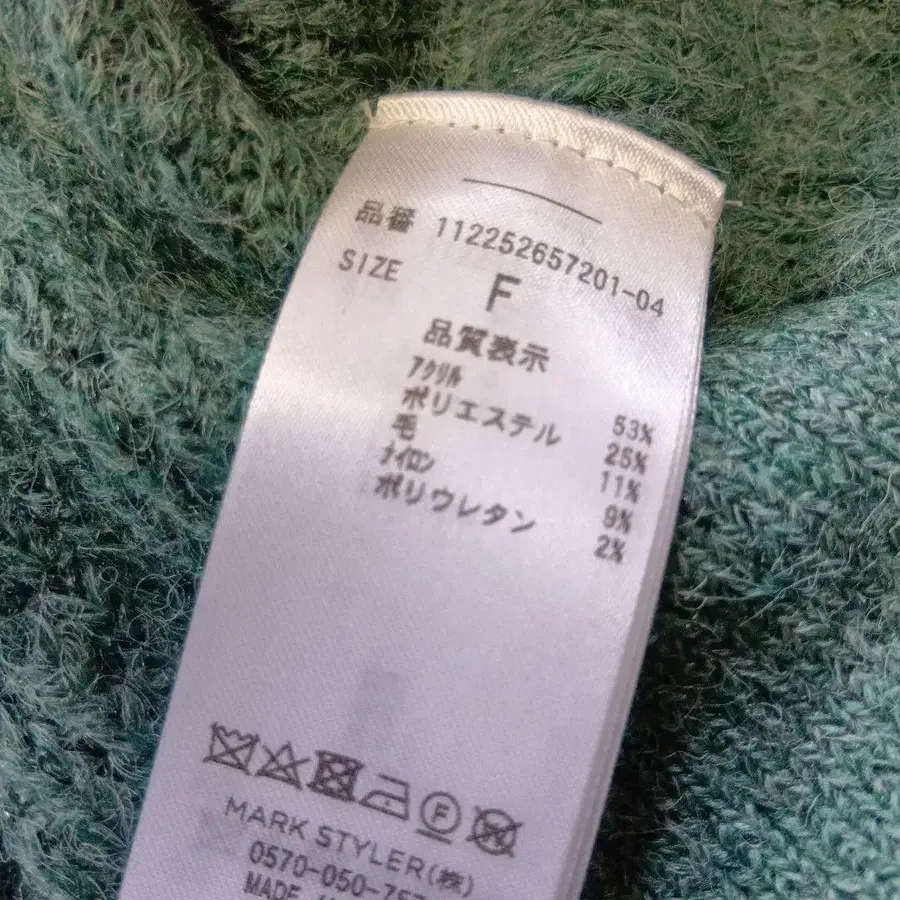 品番 112252657201-04
SIZE F
品質表示
ｱｸﾘﾙ 53%
ポリエステル 25%
毛 11%
ﾅｲﾛﾝ 9%
ポリウレタン 2%
F
MARK STYLER(株)
0570-050-757
MADE